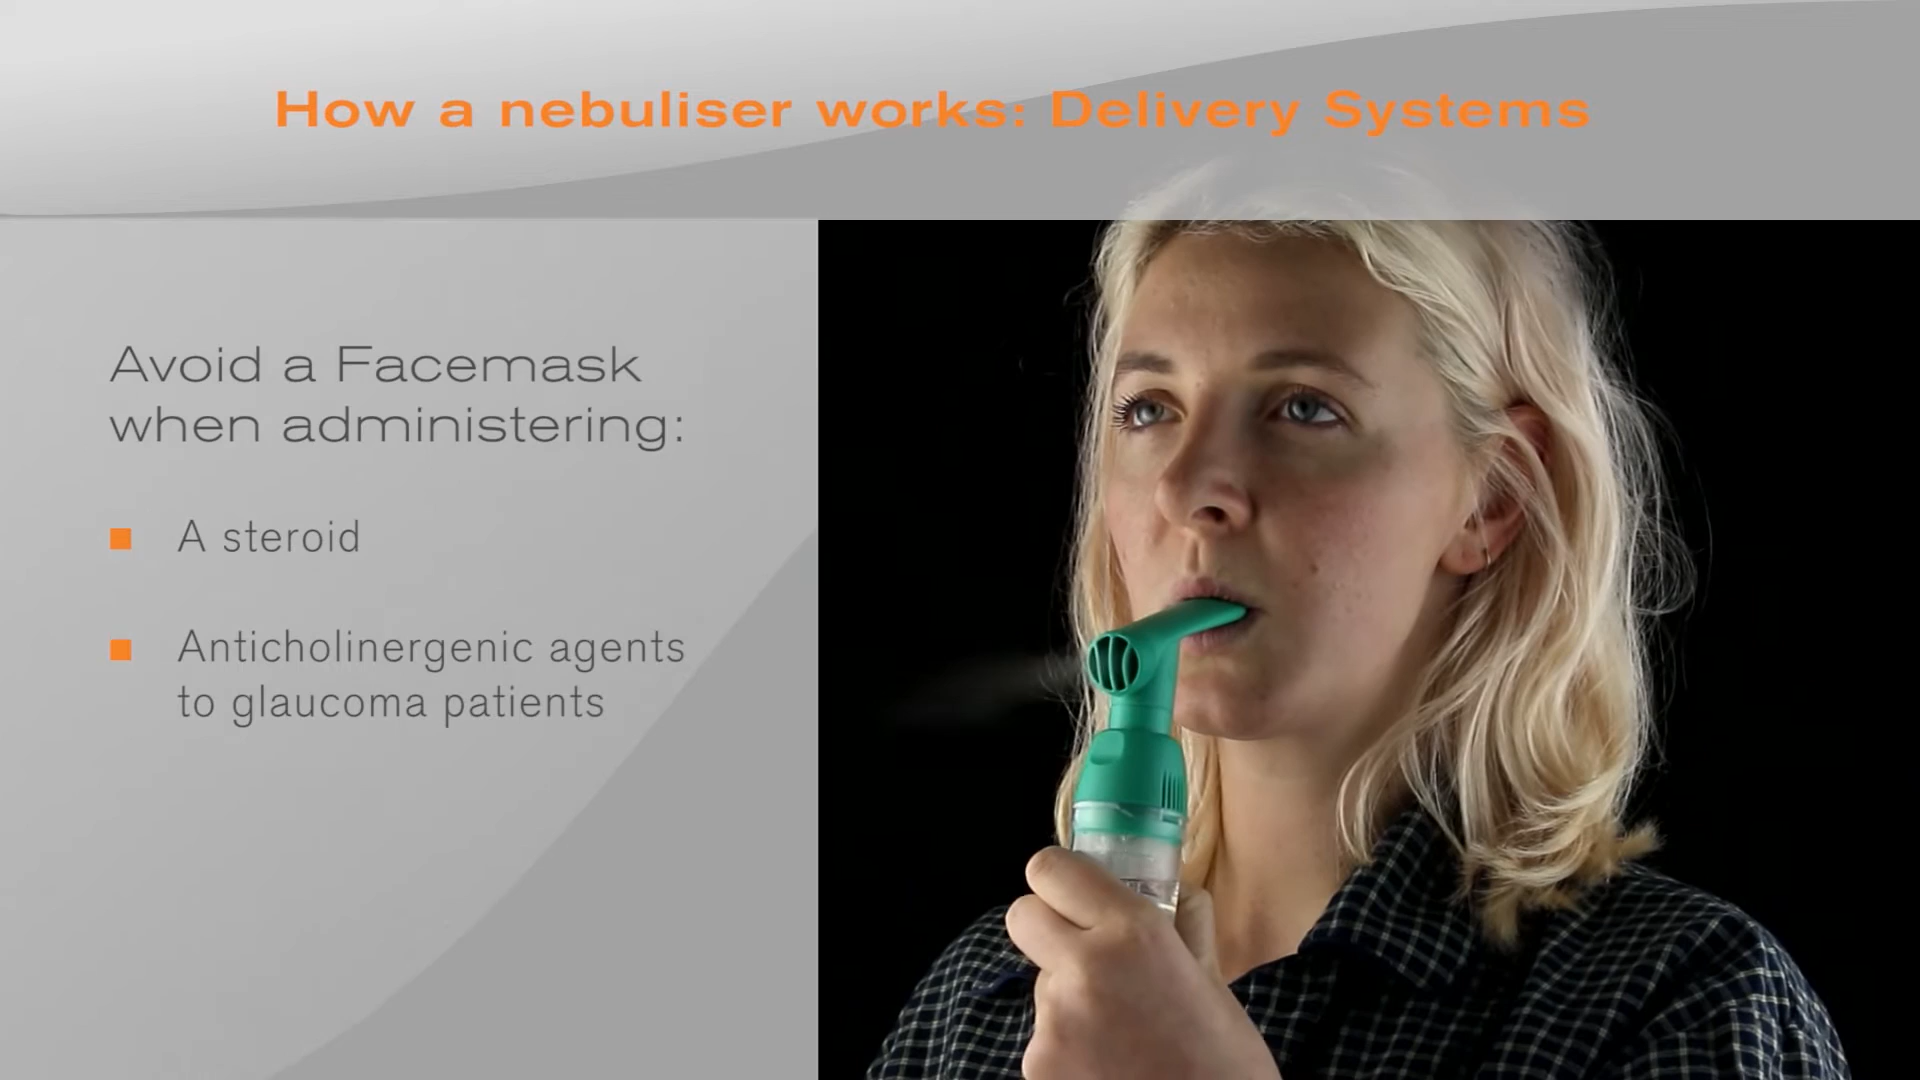 How a nebuliser works: Delivery Systems
Avoid a Facemask
when administering:
A steroid
Anticholinergenic agents
to glaucoma patients